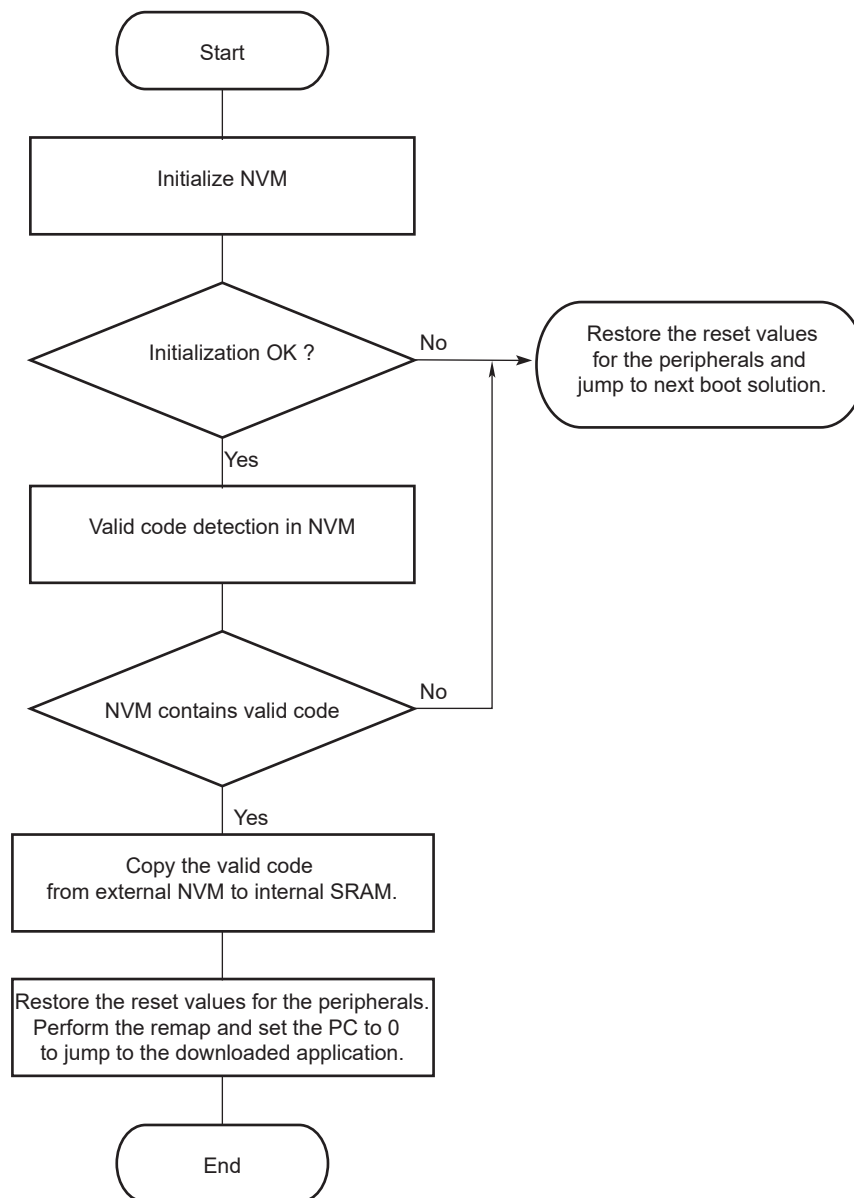 Start
Initialize NVM
Initialization OK ?
No
Restore the reset values
for the peripherals and
jump to next boot solution.
Yes
Valid code detection in NVM
NVM contains valid code
No
Yes
Copy the valid code
from external NVM to internal SRAM.
Restore the reset values for the peripherals.
Perform the remap and set the PC to 0
to jump to the downloaded application.
End